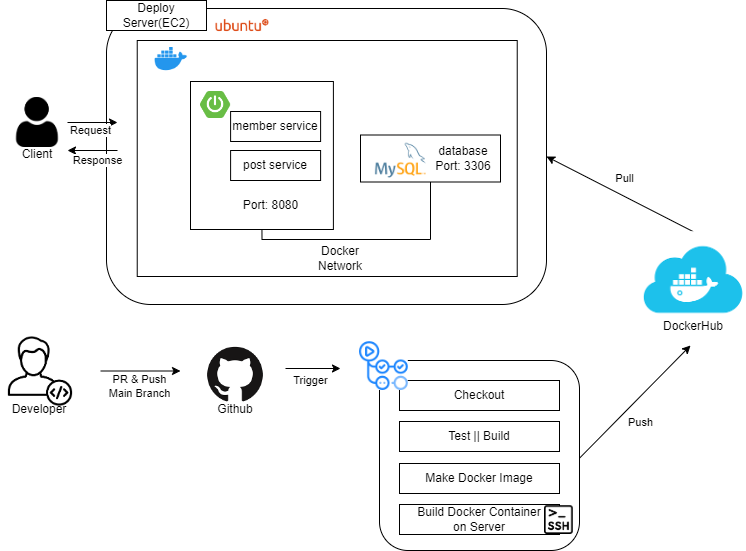 Deploy
Server(EC2)
ubuntu
member service
post service
Port: 8080
MySQL
database
Port: 3306
Docker
Network
Request
Client
Response
Pull
DockerHub
Developer
PR & Push
Main Branch
Github
Trigger
Checkout
Test || Build
Make Docker Image
Build Docker Container
on Server
>_
SSH
Push